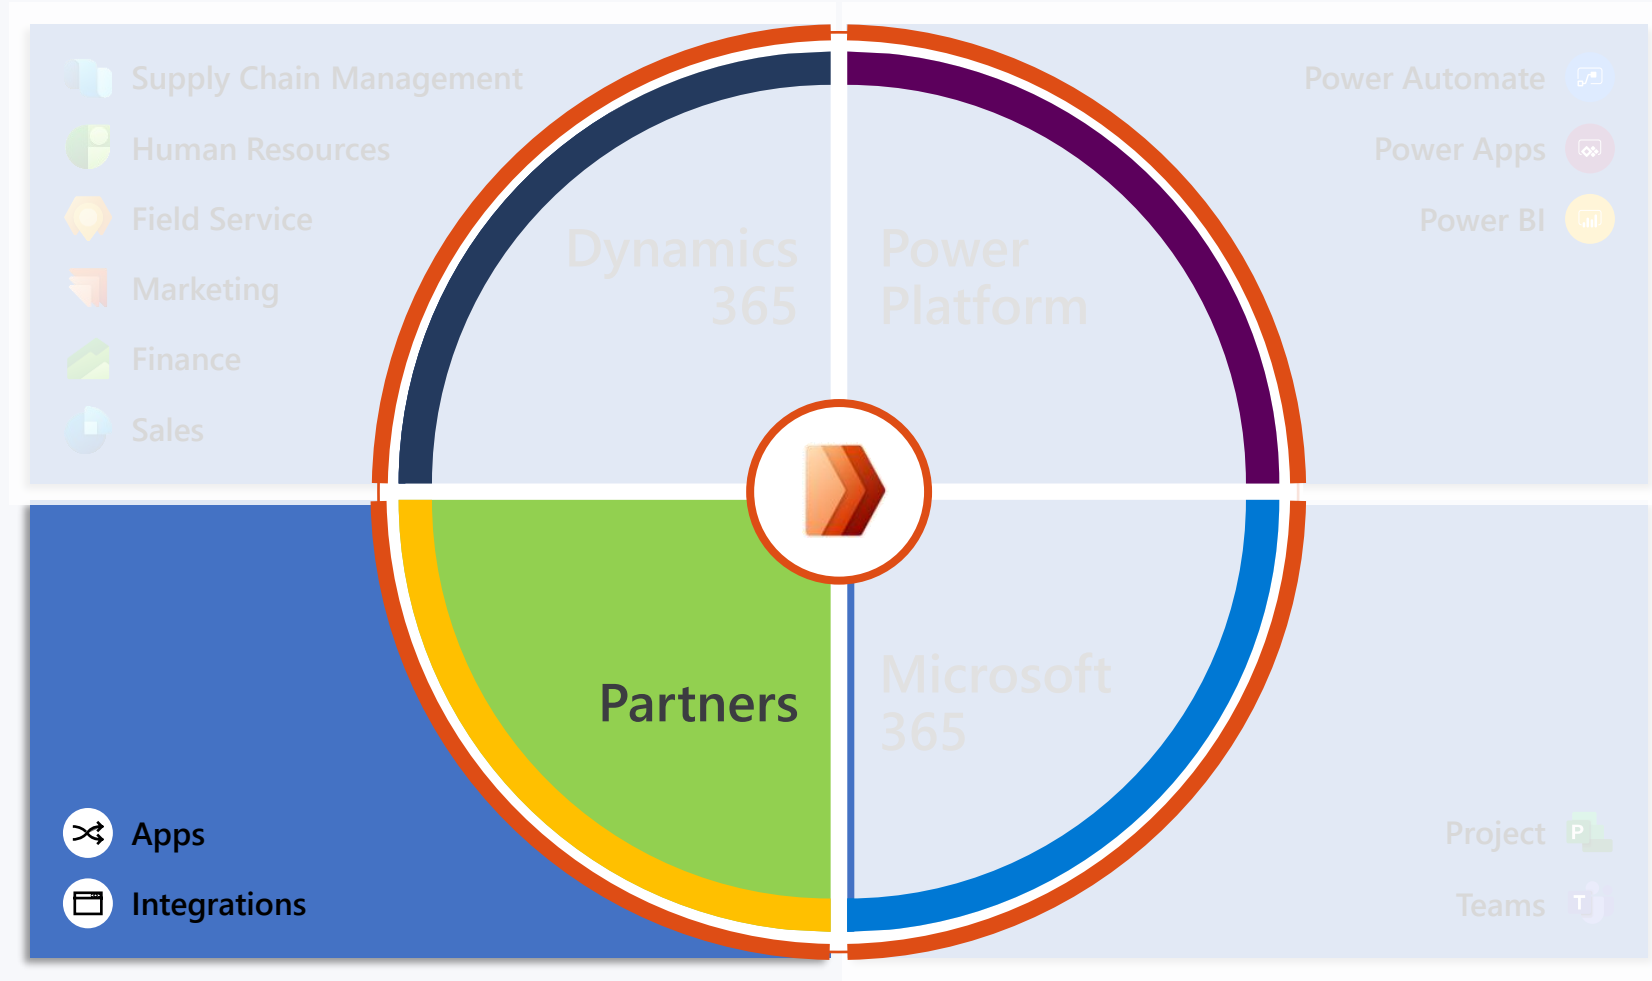 Supply Chain Management
Human Resources
Field Service
Marketing
Finance
Sales
Dynamics
365
Power
Platform
Power Automate
Power Apps
Power BI
Partners
Apps
Integrations
Microsoft
365
Project
P
Teams
T